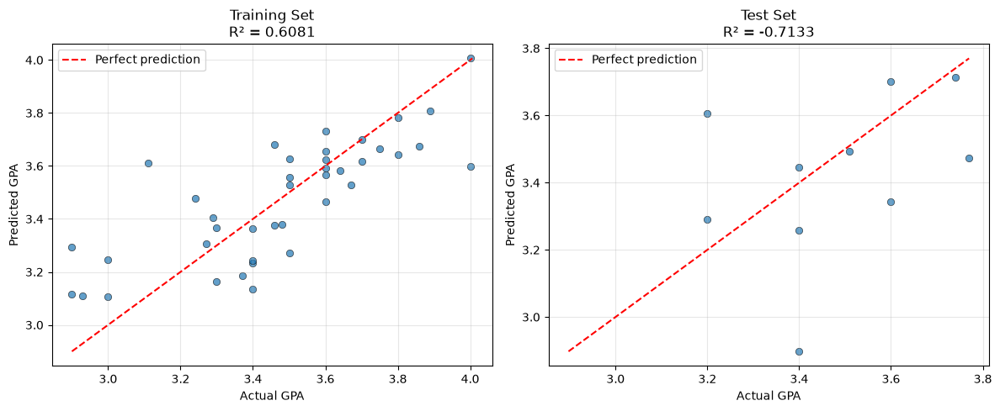 Training Set
R² = 0.6081
Perfect prediction
4.0
3.8
3.6
3.4
3.2
3.0
Predicted GPA
3.0
3.2
3.4
3.6
3.8
4.0
Actual GPA
Test Set
R² = -0.7133
Perfect prediction
3.8
3.6
3.4
3.2
3.0
Predicted GPA
3.0
3.2
3.4
3.6
3.8
Actual GPA